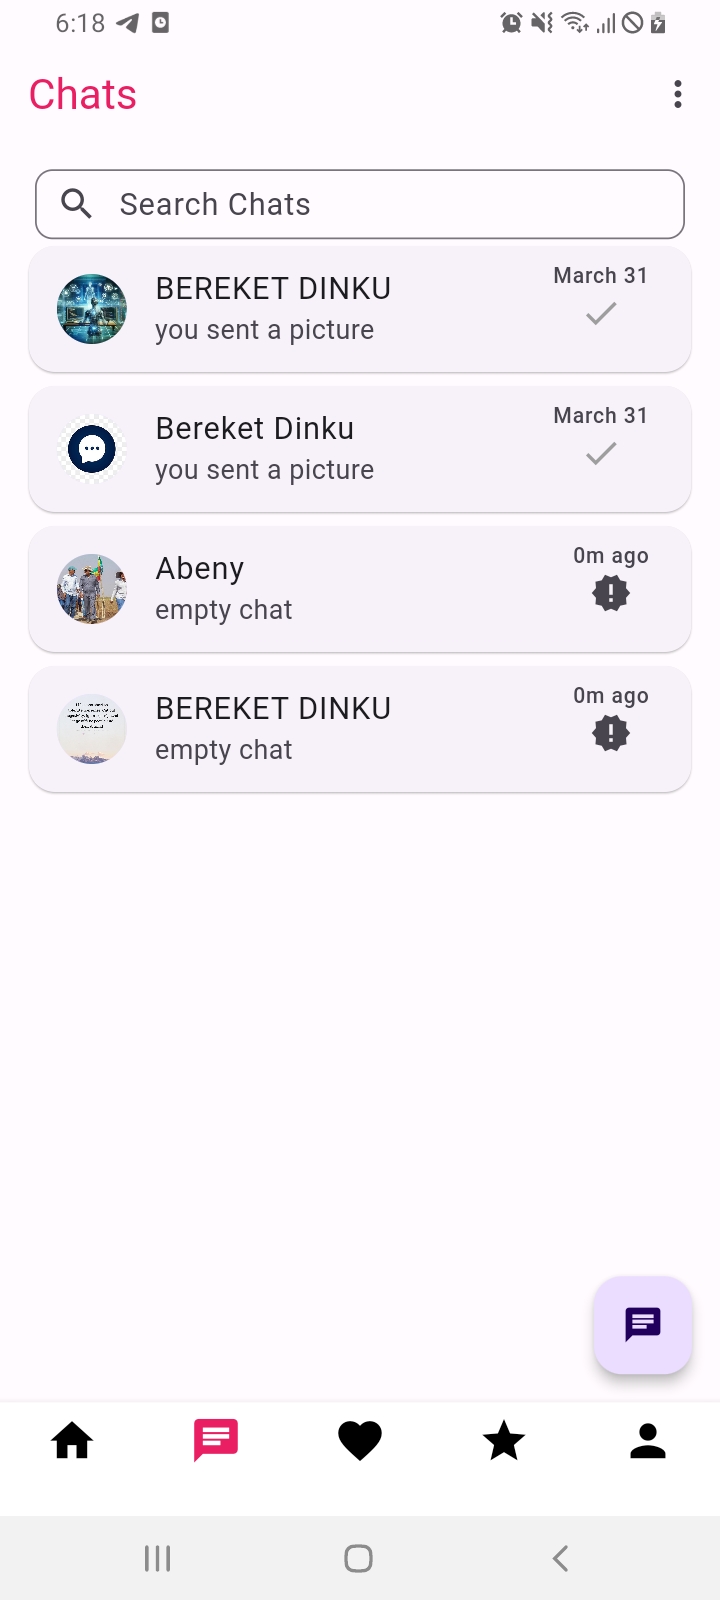 6:18
Chats
Search Chats
BEREKET DINKU
March 31
you sent a picture
Bereket Dinku
March 31
you sent a picture
Abeny
0m ago
empty chat
BEREKET DINKU
0m ago
empty chat